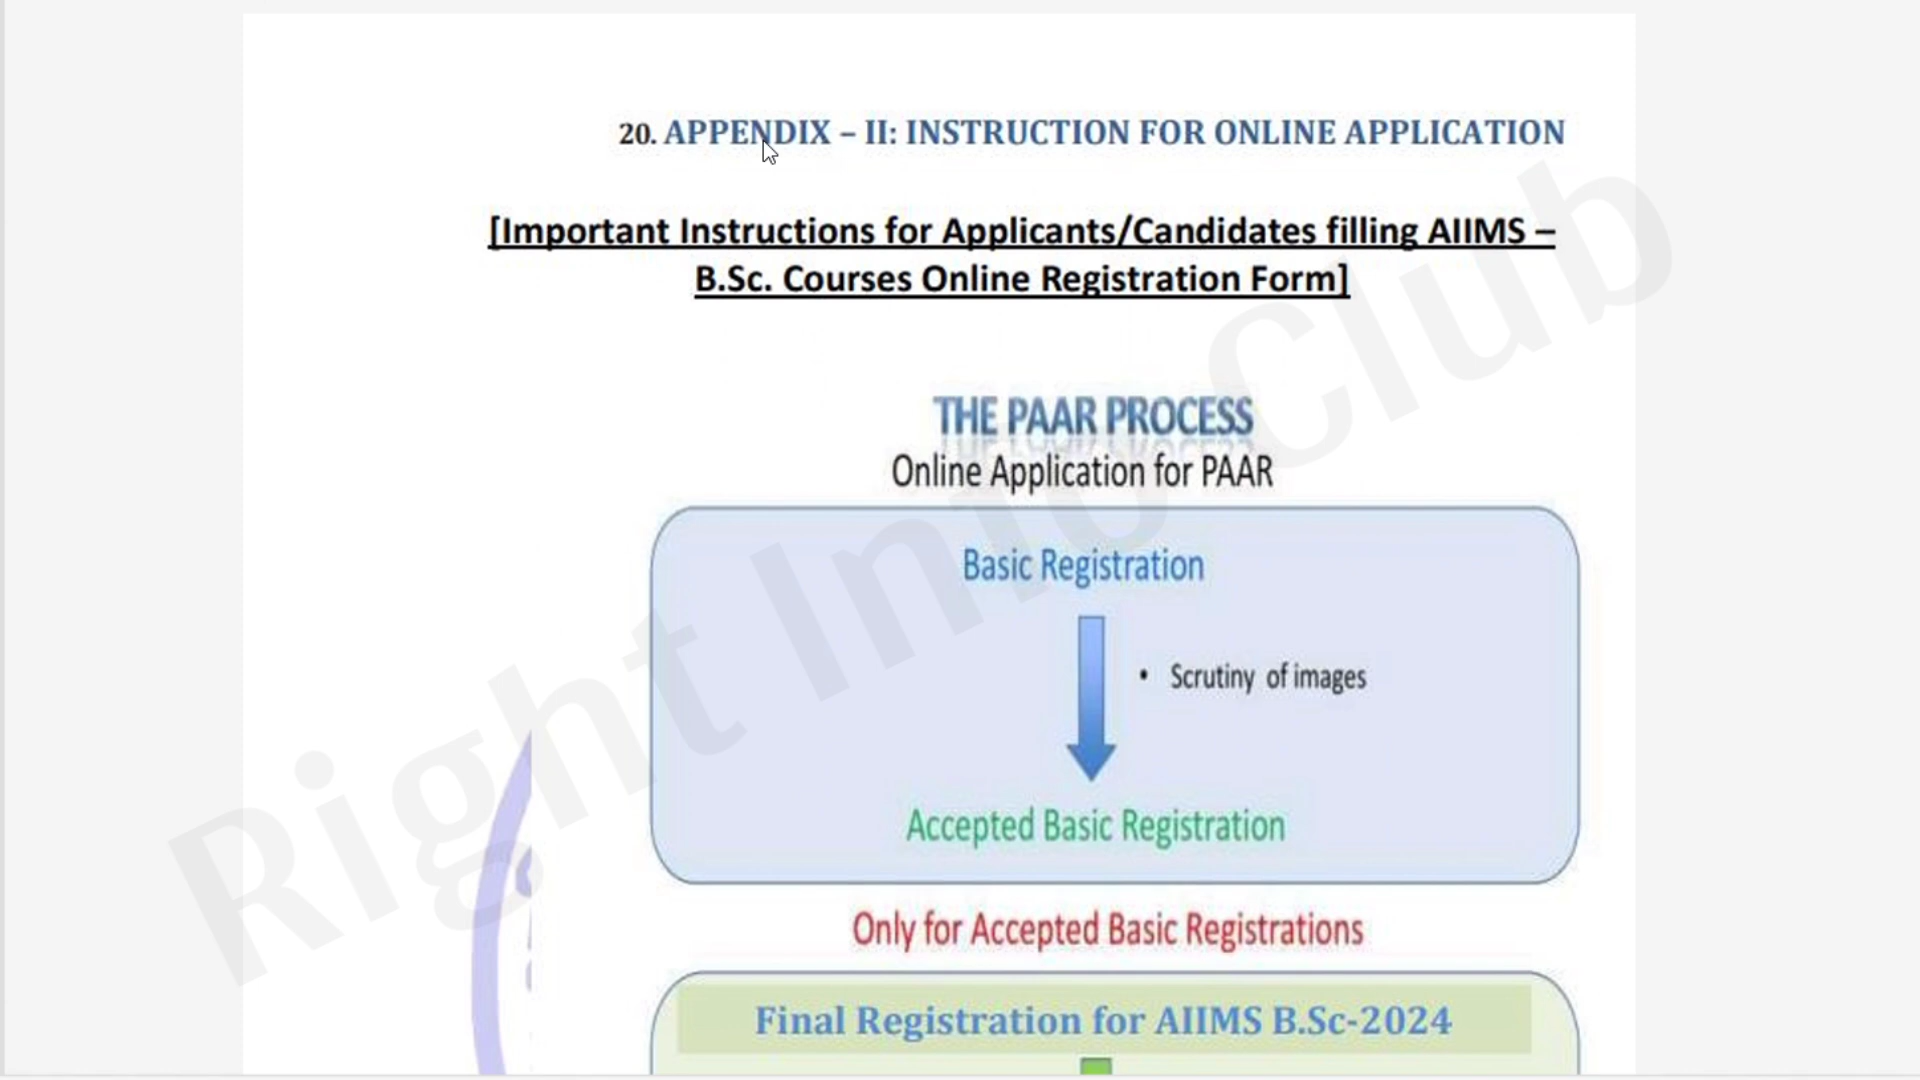 20. APPENDIX – II: INSTRUCTION FOR ONLINE APPLICATION
[Important Instructions for Applicants/Candidates filling AIIMS –
B.Sc. Courses Online Registration Form]
THE PAAR PROCESS
Online Application for PAAR
Basic Registration
• Scrutiny of images
Accepted Basic Registration
Only for Accepted Basic Registrations
Final Registration for AIIMS B.Sc-2024
Right Info Club